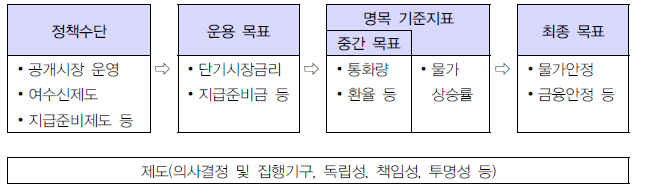 정책수단
• 공개시장 운영
• 여수신제도
• 지급준비제도 등
⇨
운용 목표
• 단기시장금리
• 지급준비금 등
⇨
명목 기준지표
중간 목표
• 통화량
• 환율 등
• 물가
상승률
⇨
최종 목표
• 물가안정
• 금융안정 등
제도(의사결정 및 집행기구, 독립성, 책임성, 투명성 등)